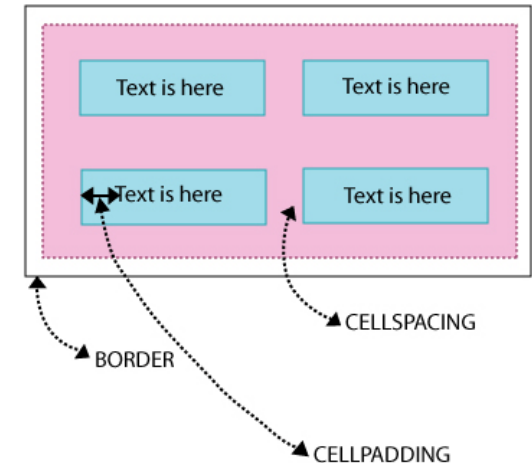 Text is here
Text is here
Text is here
Text is here
CELLSPACING
BORDER
CELLPADDING